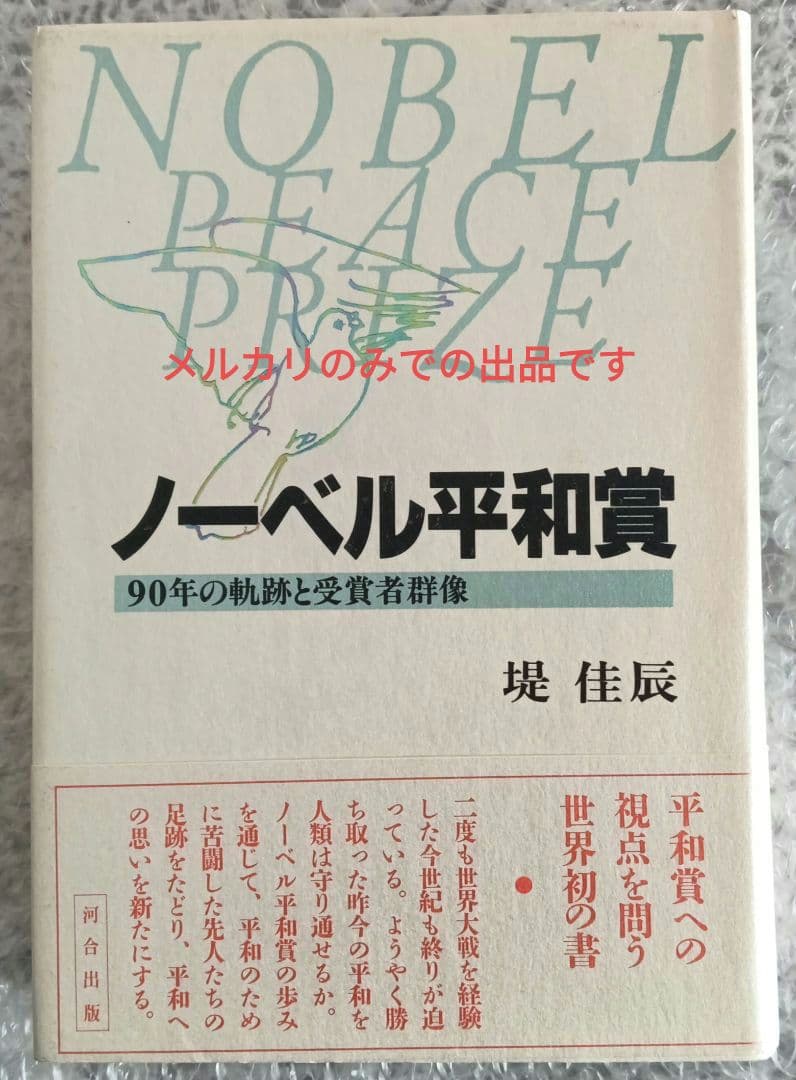 NOBEL
PEACE
PRIZE
メルカリのみでの出品です
ノーベル平和賞
90年の軌跡と受賞者群像
堤 佳辰
平和賞への
視点を問う
世界初の書
●
二度も世界大戦を経験
した今世紀も終りが迫
っている。ようやく勝
ち取った昨今の平和を
人類は守り通せるか。
ノーベル平和賞の歩み
を通じて、平和のため
に苦闘した先人たちの
足跡をたどり、平和へ
の思いを新たにする。
河合出版